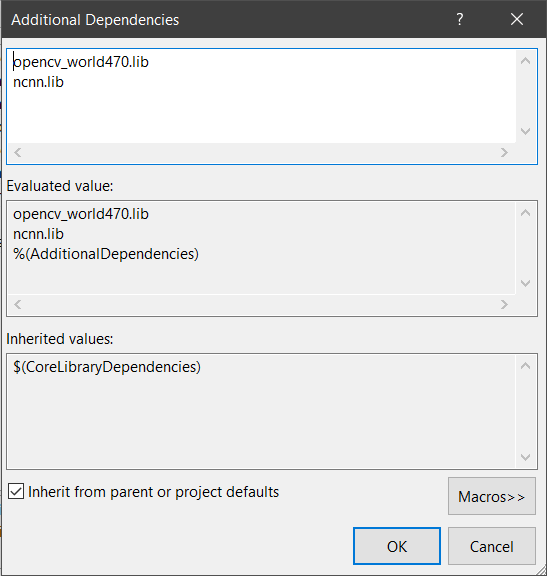 Additional Dependencies
?
opencv_world470.lib
ncnn.lib
Evaluated value:
opencv_world470.lib
ncnn.lib
%(AdditionalDependencies)
Inherited values:
$(CoreLibraryDependencies)
Inherit from parent or project defaults
Macros>>
OK
Cancel